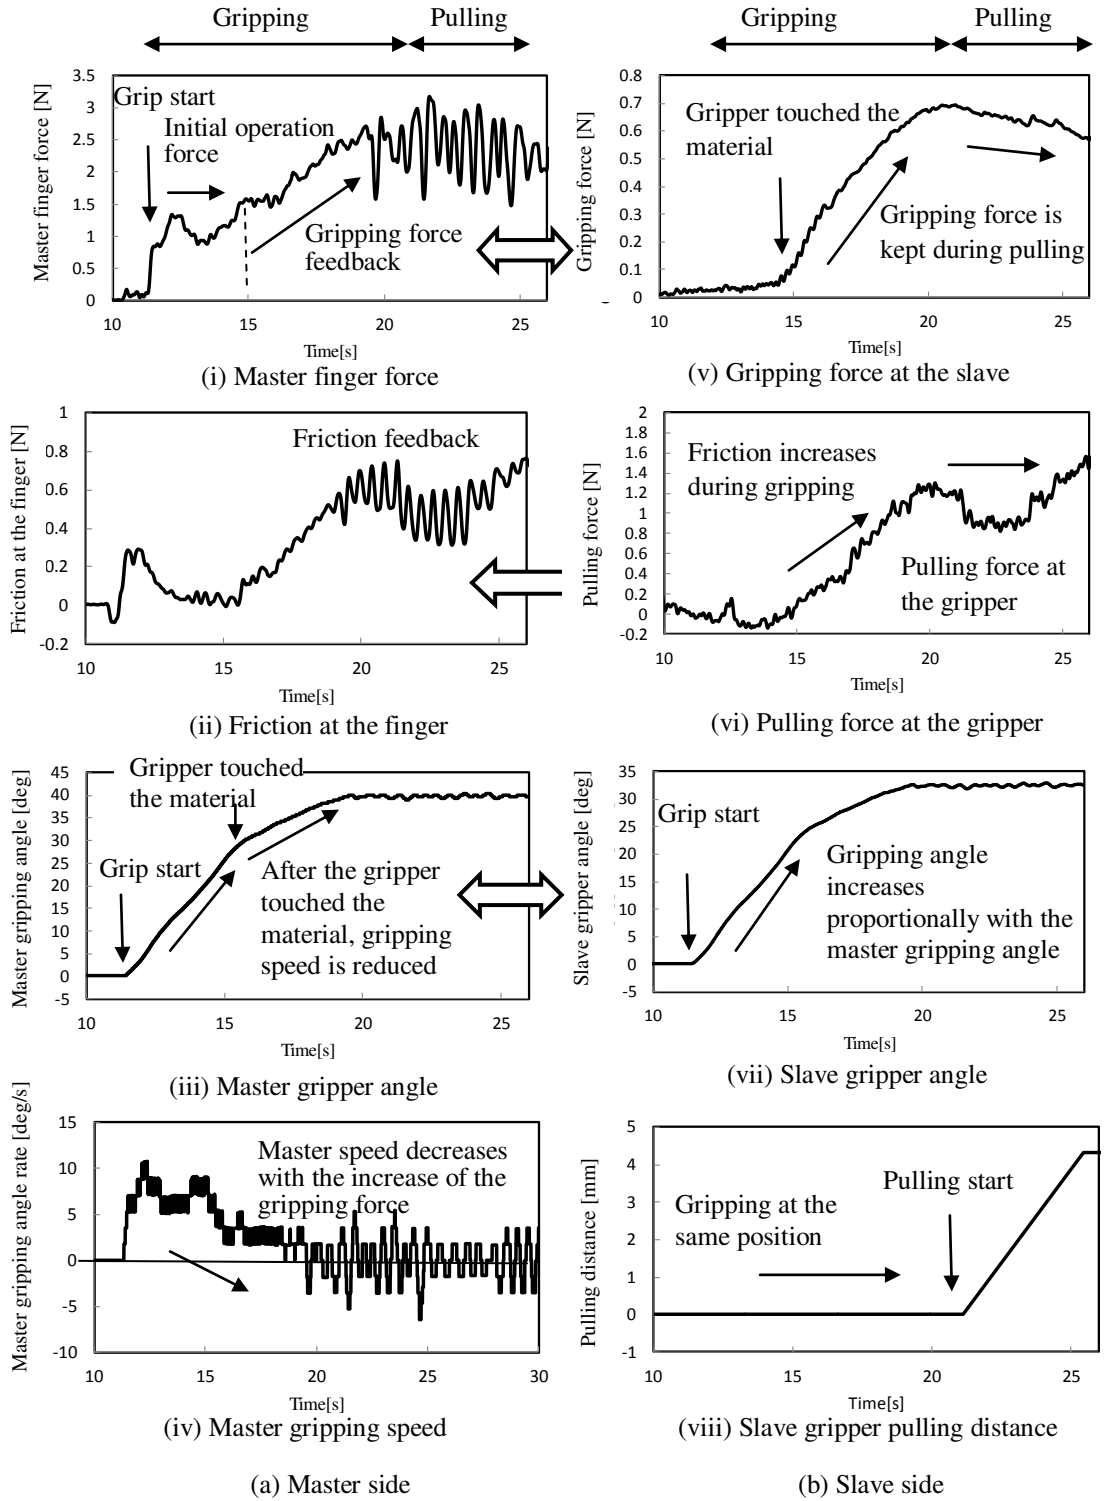 Gripping
Pulling
Gripping
Pulling
Master finger force [N]
3.5
3
2.5
2
1.5
1
0.5
0
Grip start
Initial operation
force
Gripping force
feedback
10
15
20
25
Time[s]
(i) Master finger force
Gripping force [N]
0.8
0.7
0.6
0.5
0.4
0.3
0.2
0.1
0
Gripper touched the
material
Gripping force is
kept during pulling
10
15
20
25
Time[s]
(v) Gripping force at the slave
Friction at the finger [N]
1
0.8
0.6
0.4
0.2
0
-0.2
Friction feedback
10
15
20
25
Time[s]
(ii) Friction at the finger
Pulling force [N]
2
1.8
1.6
1.4
1.2
1
0.8
0.6
0.4
0.2
0
-0.2
Friction increases
during gripping
Pulling force at
the gripper
10
15
20
25
Time[s]
(vi) Pulling force at the gripper
Master gripping angle [deg]
45
40
35
30
25
20
15
10
5
0
-5
Gripper touched
the material
Grip start
After the gripper
touched the
material, gripping
speed is reduced
10
15
20
25
Time[s]
(iii) Master gripper angle
Slave gripper angle [deg]
35
30
25
20
15
10
5
0
-5
Grip start
Gripping angle
increases
proportionally with the
master gripping angle
10
15
20
25
Time[s]
(vii) Slave gripper angle
Master gripping angle rate [deg/s]
15
10
5
0
-5
-10
Master speed decreases
with the increase of the
gripping force
10
15
20
25
30
Time[s]
(iv) Master gripping speed
Pulling distance [mm]
5
4
3
2
1
0
-1
Gripping at the
same position
Pulling start
10
15
20
25
Time[s]
(viii) Slave gripper pulling distance
(a) Master side
(b) Slave side